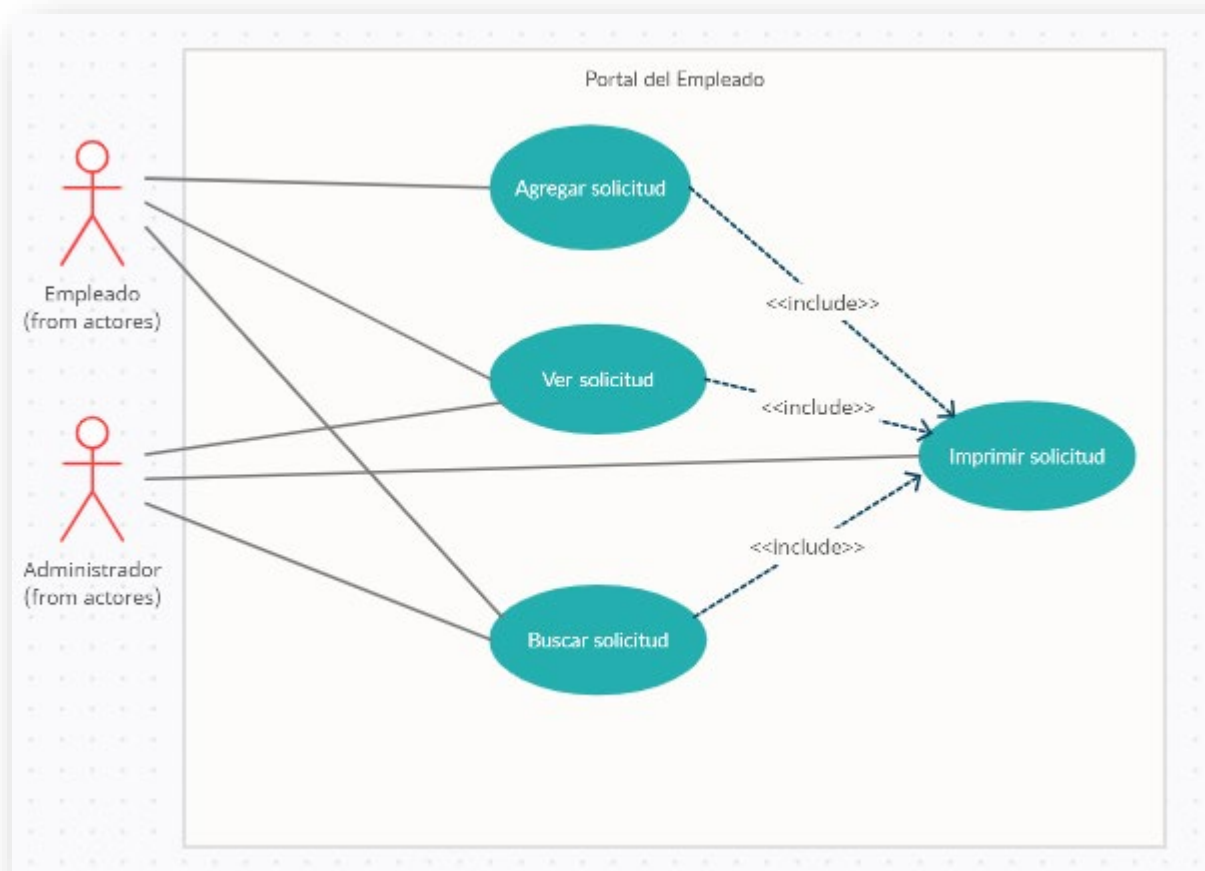 Portal del Empleado
Agregar solicitud
<<include>>
Empleado
(from actores)
Ver solicitud
<<include>>
Imprimir solicitud
<<include>>
Administrador
(from actores)
Buscar solicitud